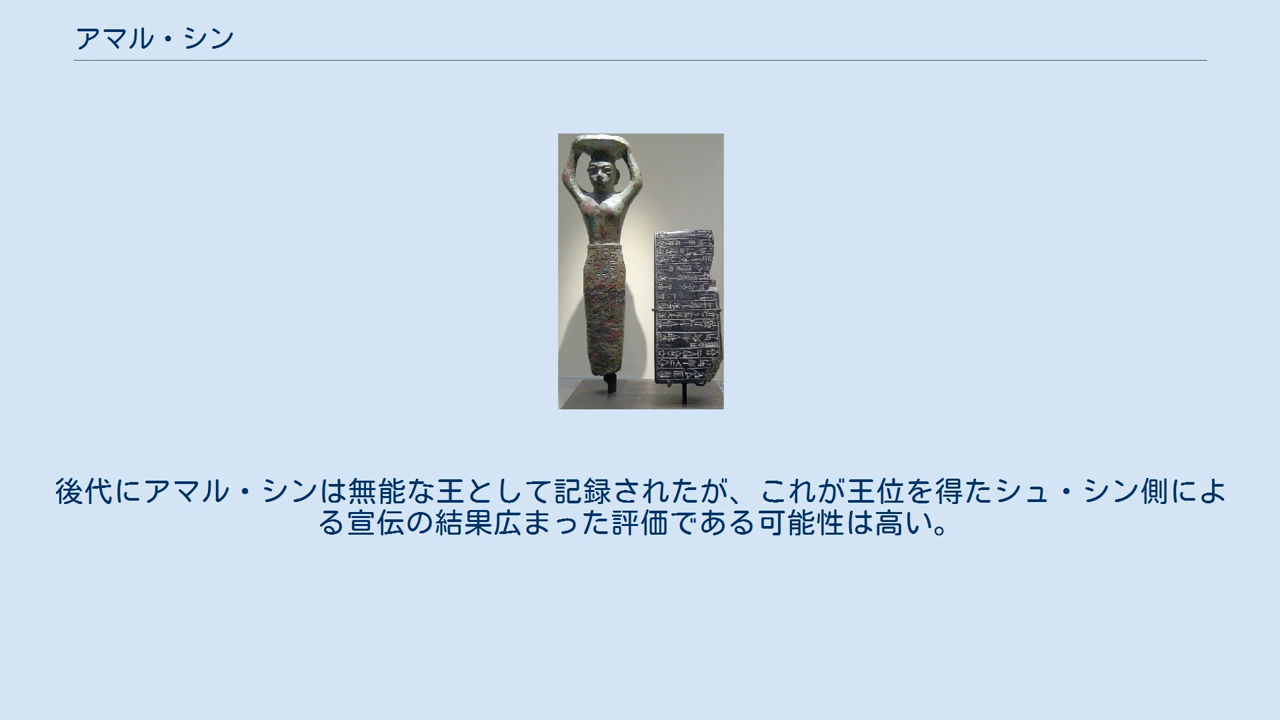 アマル・シン
後代にアマル・シンは無能な王として記録されたが、これが王位を得たシュ・シン側によ
る宣伝の結果広まった評価である可能性は高い。